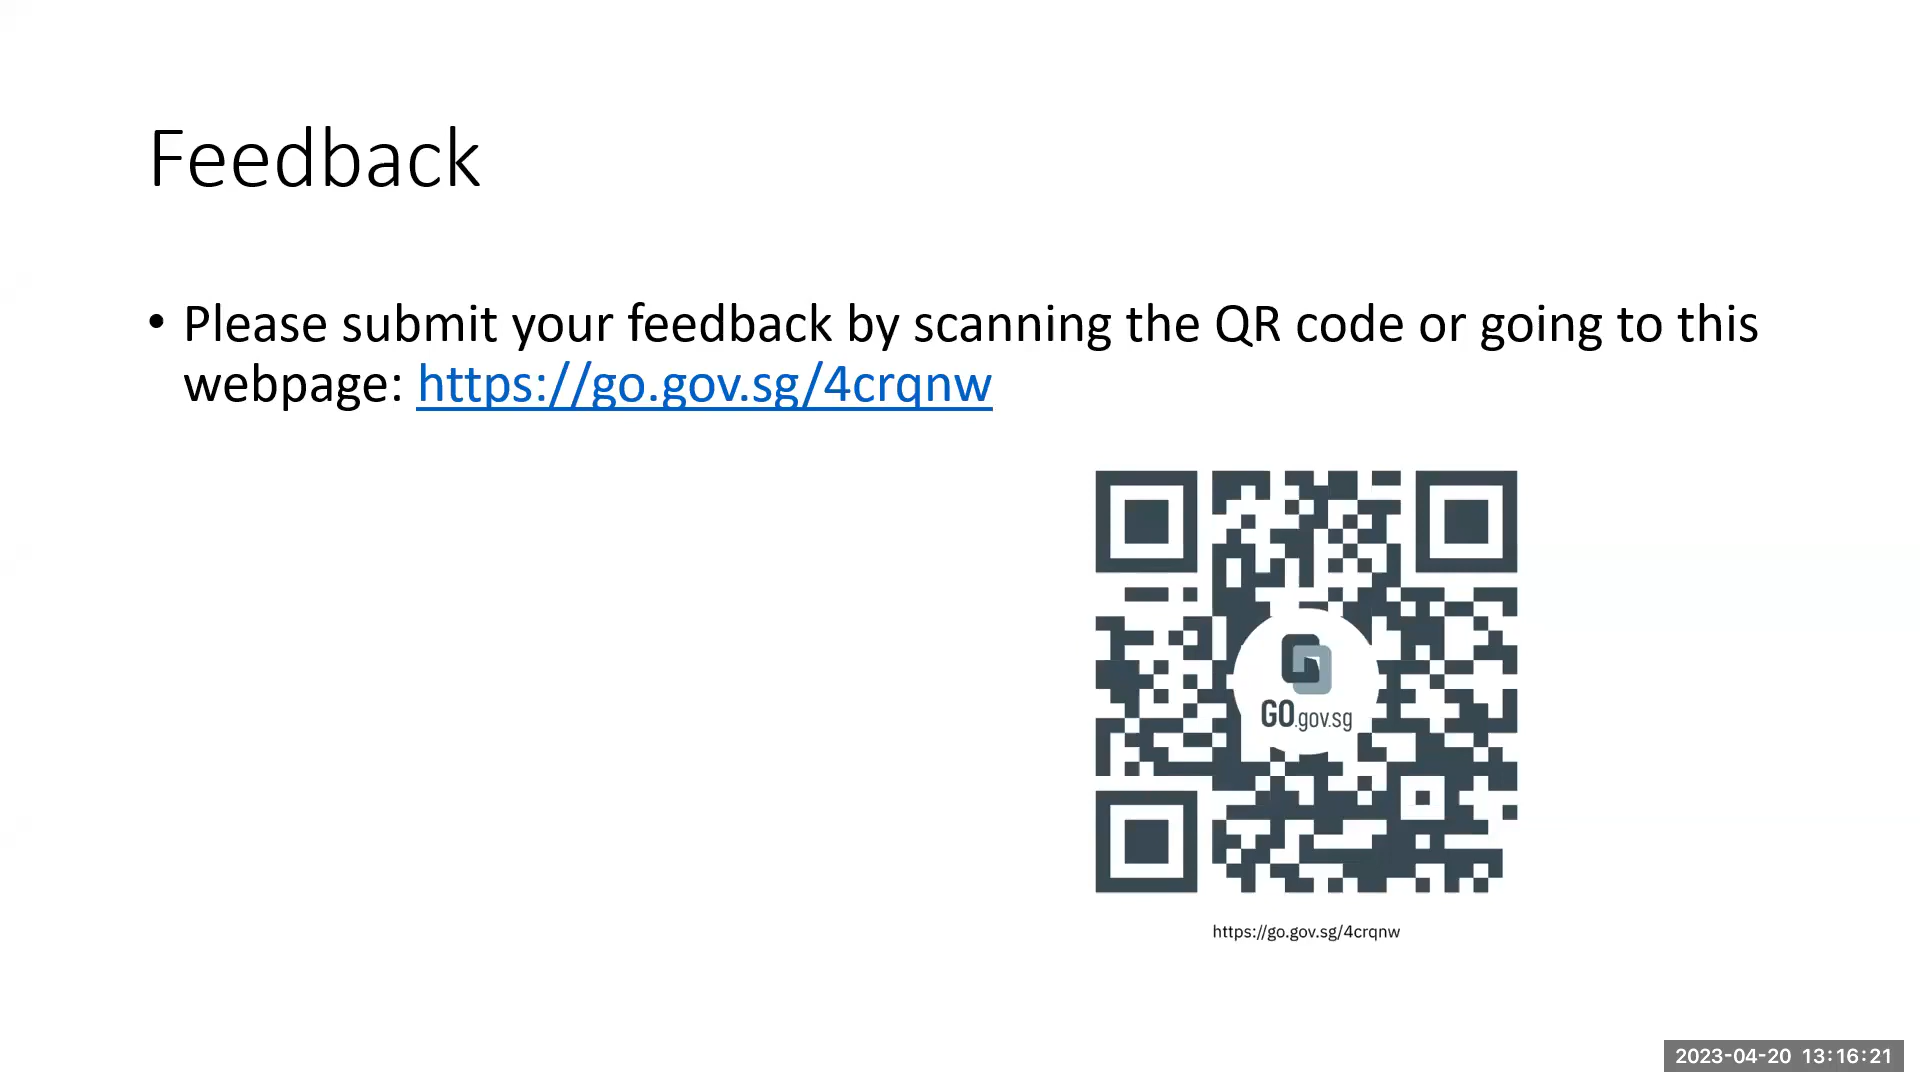 Feedback
• Please submit your feedback by scanning the QR code or going to this
webpage: https://go.gov.sg/4crqnw
GO.gov.sg
https://go.gov.sg/4crqnw
2023-04-20 13:16:21